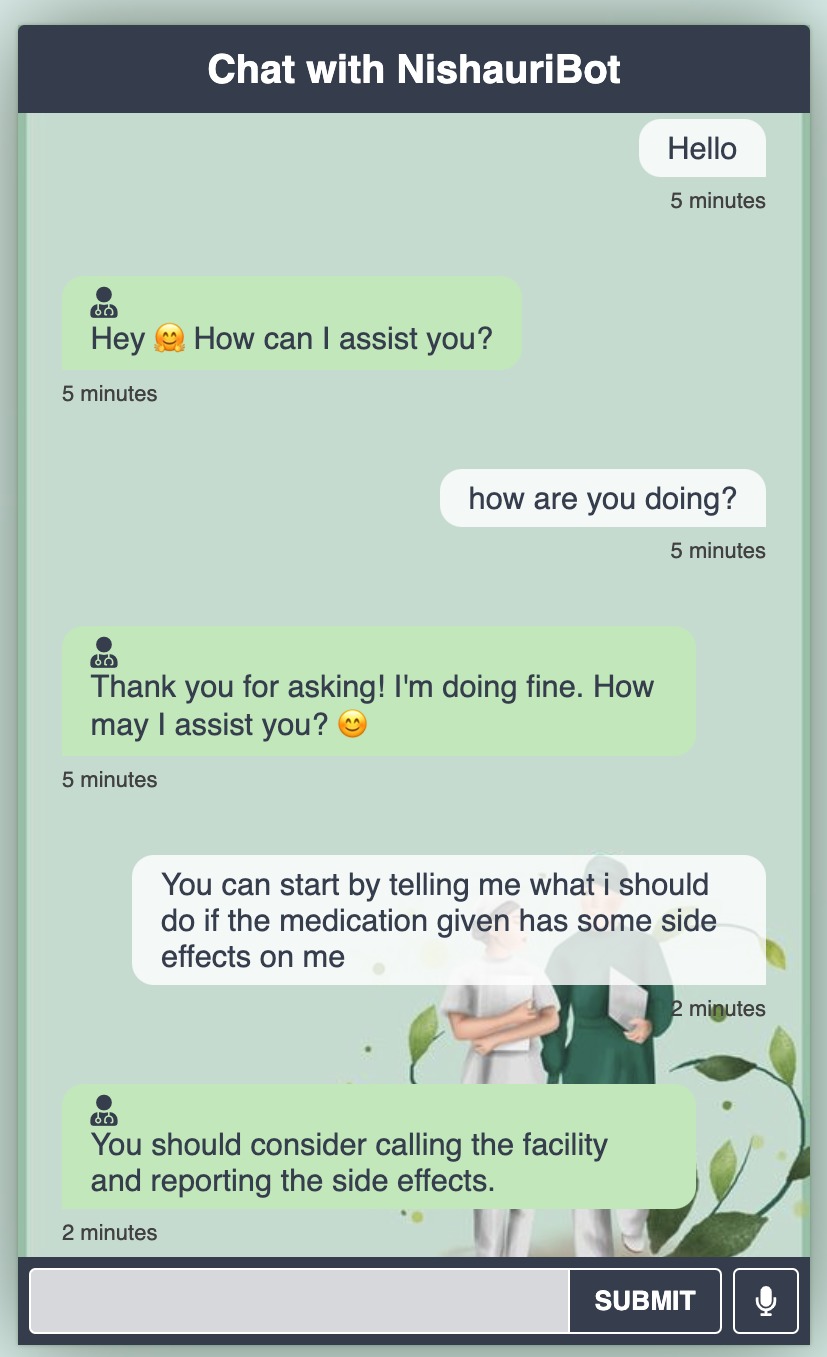 Chat with NishauriBot
Hello
5 minutes
Hey 🤗 How can I assist you?
5 minutes
how are you doing?
5 minutes
Thank you for asking! I'm doing fine. How
may I assist you? 😊
5 minutes
You can start by telling me what i should
do if the medication given has some side
effects on me
2 minutes
You should consider calling the facility
and reporting the side effects.
2 minutes
SUBMIT